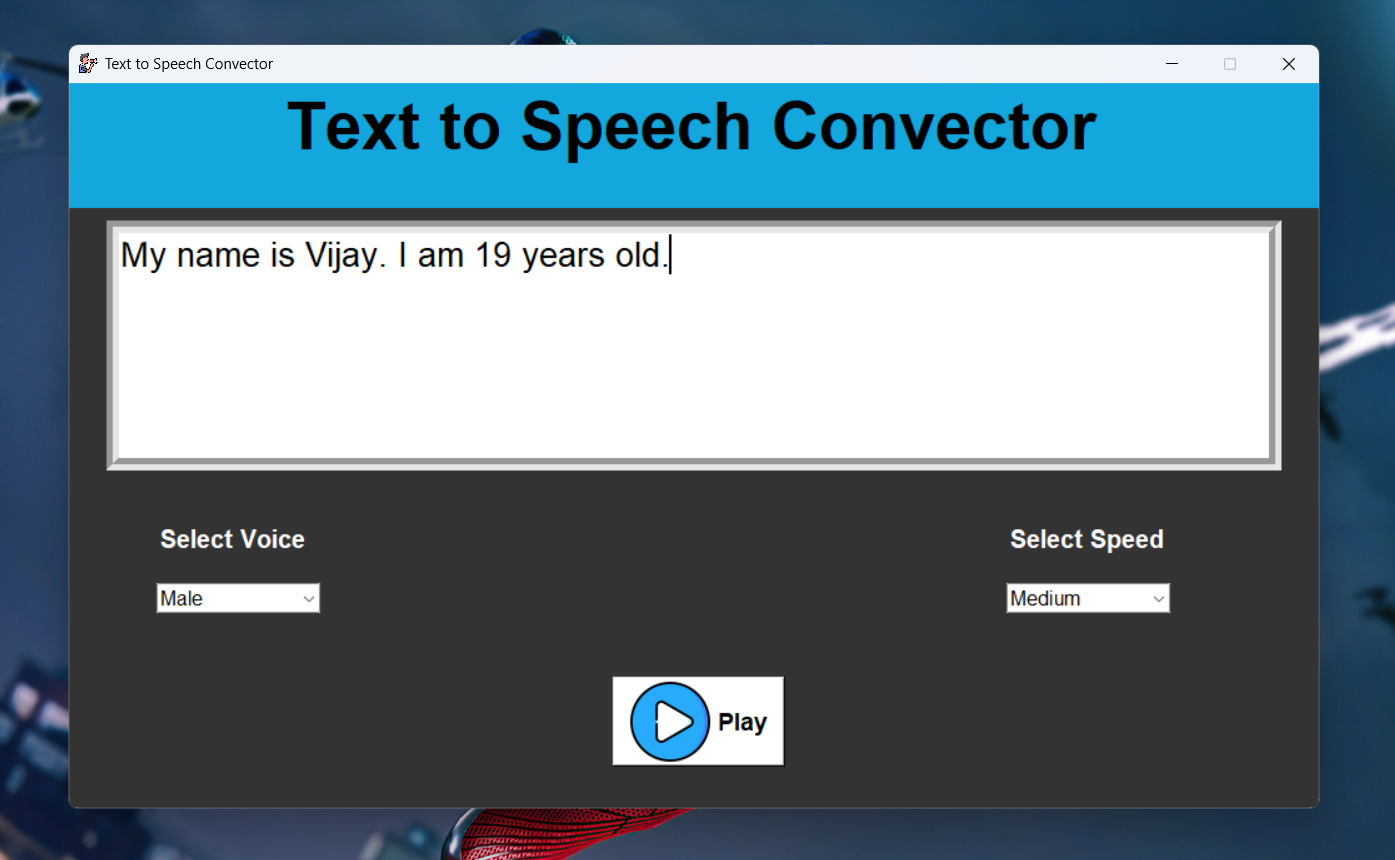 Text to Speech Convector
Text to Speech Convector
My name is Vijay. I am 19 years old.
Select Voice
Select Speed
Male
Medium
Play